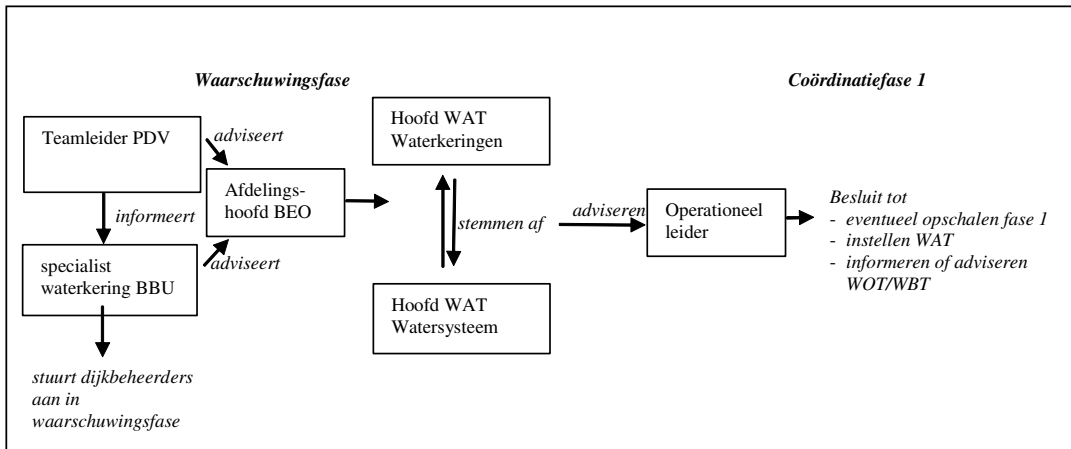 Waarschuwingsfase
Coördinatiefase 1
Teamleider PDV
adviseert
Hoofd WAT
Waterkeringen
Afdelings-
hoofd BEO
informeert
specialist
waterkering BBU
adviseert
stemmen af
Hoofd WAT
Watersysteem
adviseren
Operationeel
leider
Besluit tot
- eventueel opschalen fase 1
- instellen WAT
- informeren of adviseren
WOT/WBT
stuurt dijkbeheerders
aan in
waarschuwingsfase